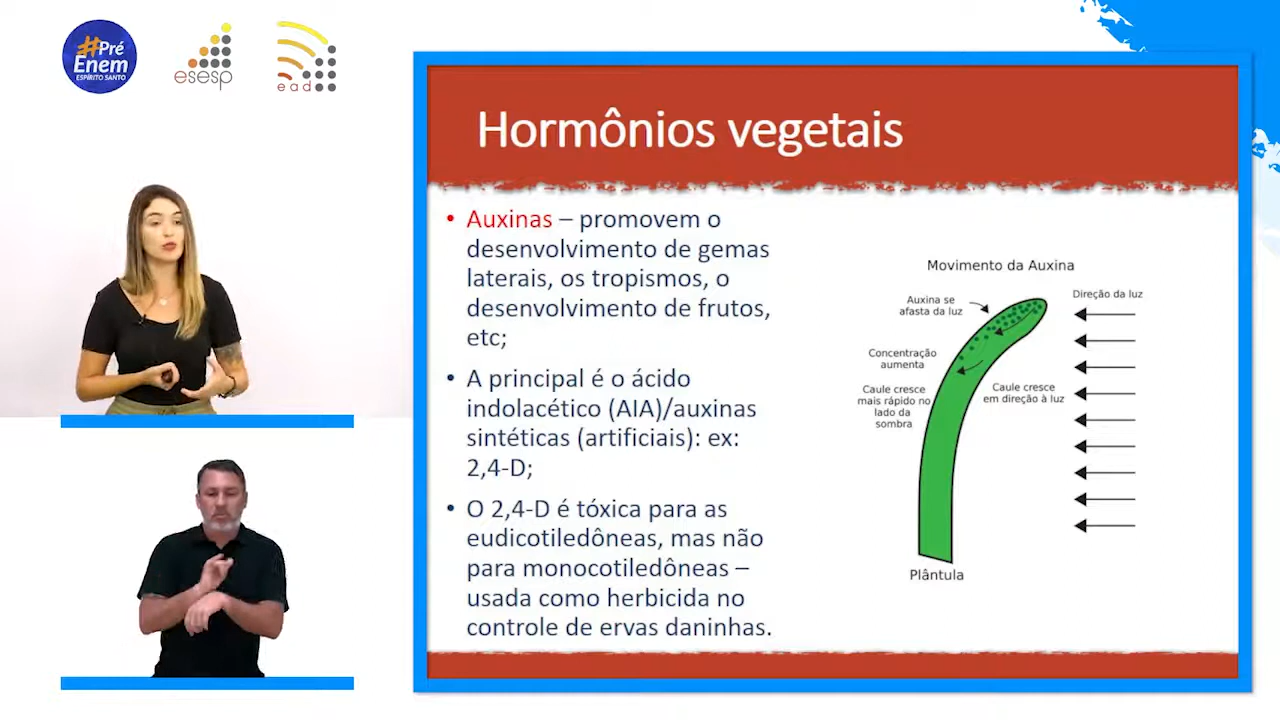 #Pré
Enem
ESPÍRITO SANTO
esesp
ead
Hormônios vegetais
• Auxinas – promovem o
desenvolvimento de gemas
laterais, os tropismos, o
desenvolvimento de frutos,
etc;
• A principal é o ácido
indolacético (AIA)/auxinas
sintéticas (artificiais): ex:
2,4-D;
• O 2,4-D é tóxica para as
eudicotiledôneas, mas não
para monocotiledôneas –
usada como herbicida no
controle de ervas daninhas.
Movimento da Auxina
Auxina se
afasta da luz
Direção da luz
Concentração
aumenta
Caule cresce
mais rápido no
lado da
sombra
Caule cresce
em direção à luz
Plântula